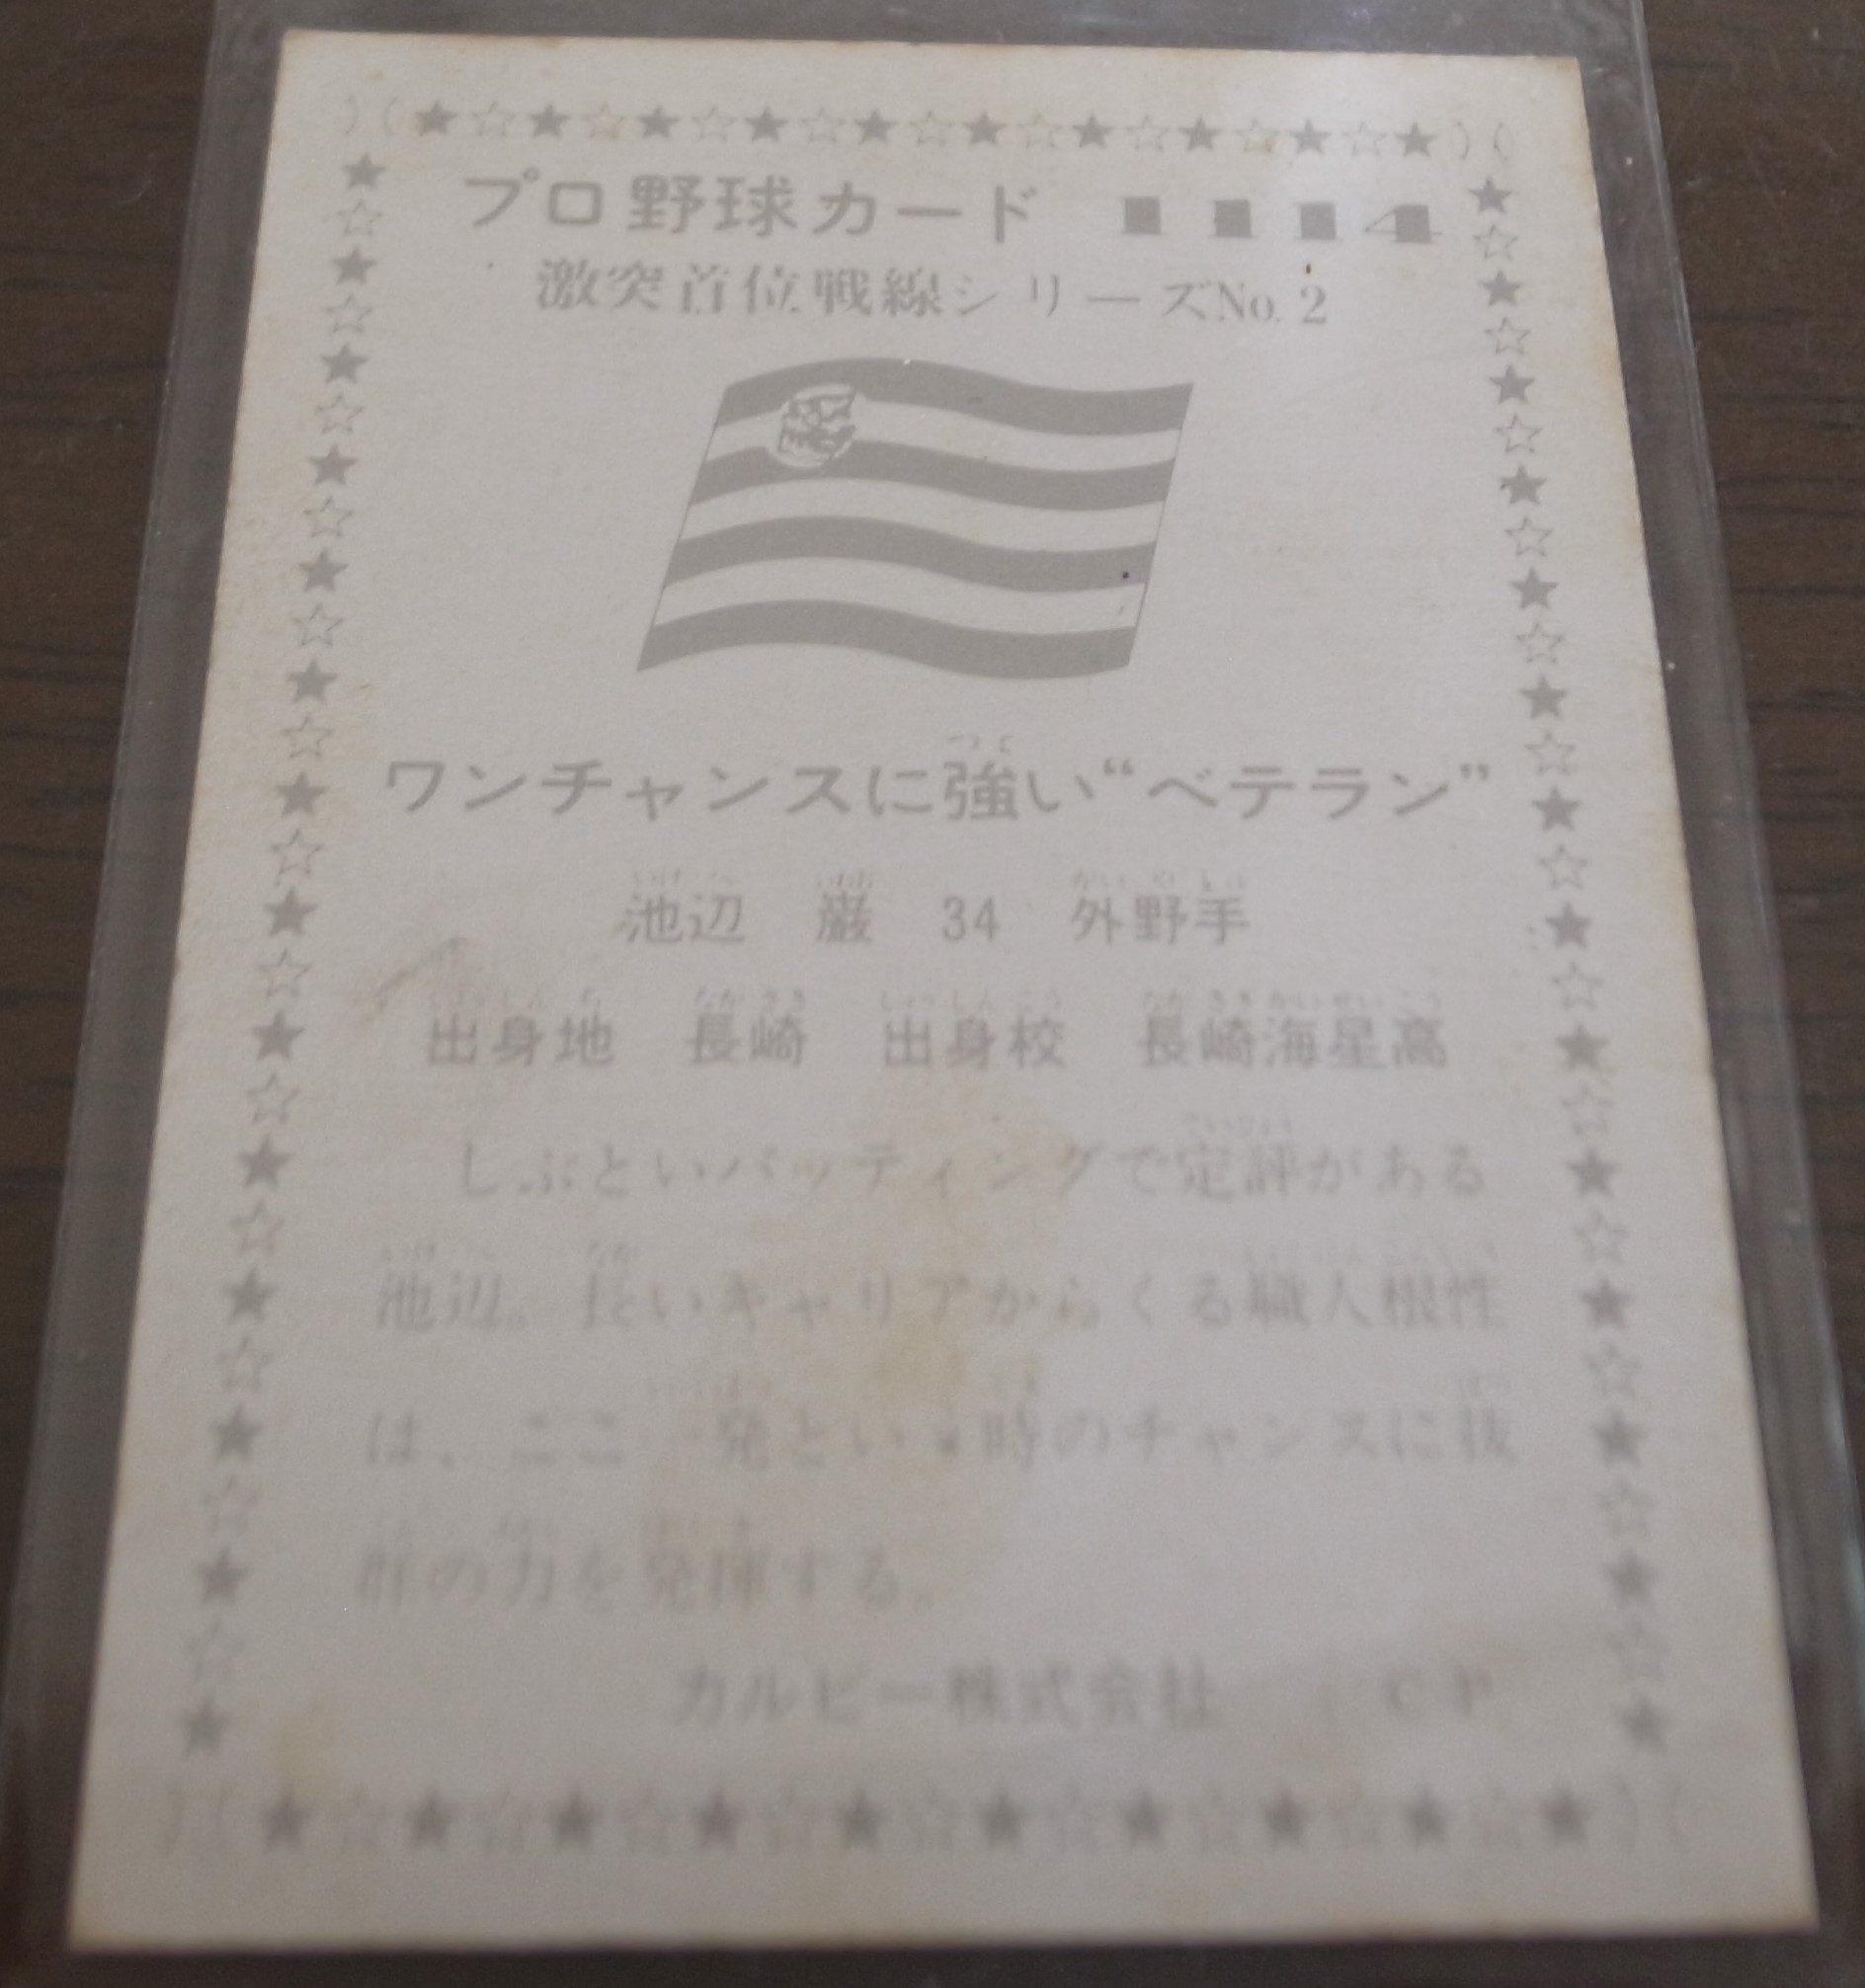 プロ野球カード 1114
激突首位戦線シリーズNo.2
ワンチャンスに強い“ベテラン”
池辺 巌 34 外野手
出身地 長崎 出身校 長崎海星高
しぶといバッティングで定評がある
池辺。長いキャリアからくる職人根性
は、ここ一発という時のチャンスに抜
群の力を発揮する。
カルビー株式会社 CP